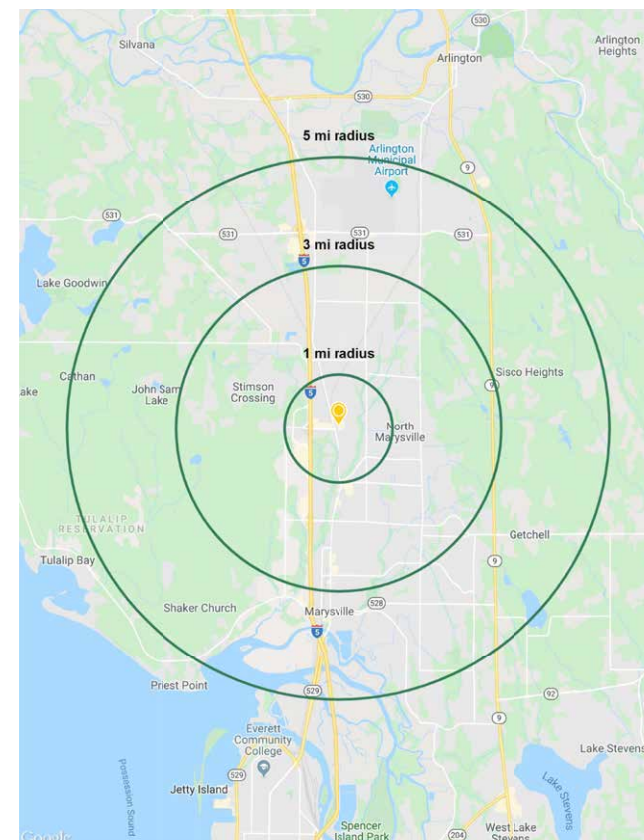 530
Silvana
Arlington
Heights
Arlington
530
530
5 mi radius
Arlington
Municipal
Airport
9
531
531
531
531
3 mi radius
5
Lake Goodwin
1 mi radius
Cathan
ake
John Sam
Lake
Stimson
Crossing
5
9
Sisco Heights
North
Marysville
TULALIP
RESERVATION
Getchell
Tulalip Bay
9
Shaker Church
Marysville
528
5
Priest Point
529
92
9
Everett
Community
College
Lake Stevens
529
Jetty Island
Possession Sound
Lake
Stevens
Spencer
Island Park
204
West Lake
Stevens
Google